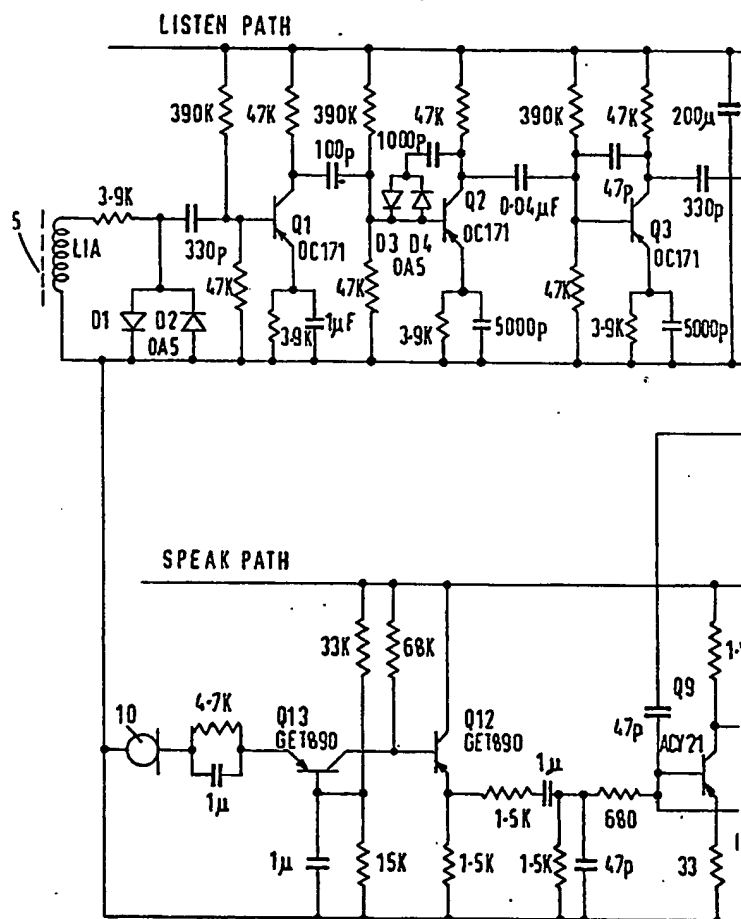 LISTEN PATH
390K
47K
390K
47K
390K
47K
200µ
100p
1000p
5
3·9K
L1A
330p
Q1
OC171
D3 D4
OA5
Q2
OC171
0·04µF
47p
Q3
OC171
330p
D1
D2
OA5
47K
3·9K
1µF
47K
3·9K
5000p
47K
3·9K
5000p
SPEAK PATH
33K
68K
10
4·7K
1µ
Q13
GET890
Q12
GET890
47p
Q9
ACY21
1µ
15K
1·5K
1·5K
1µ
1·5K
47p
680
33